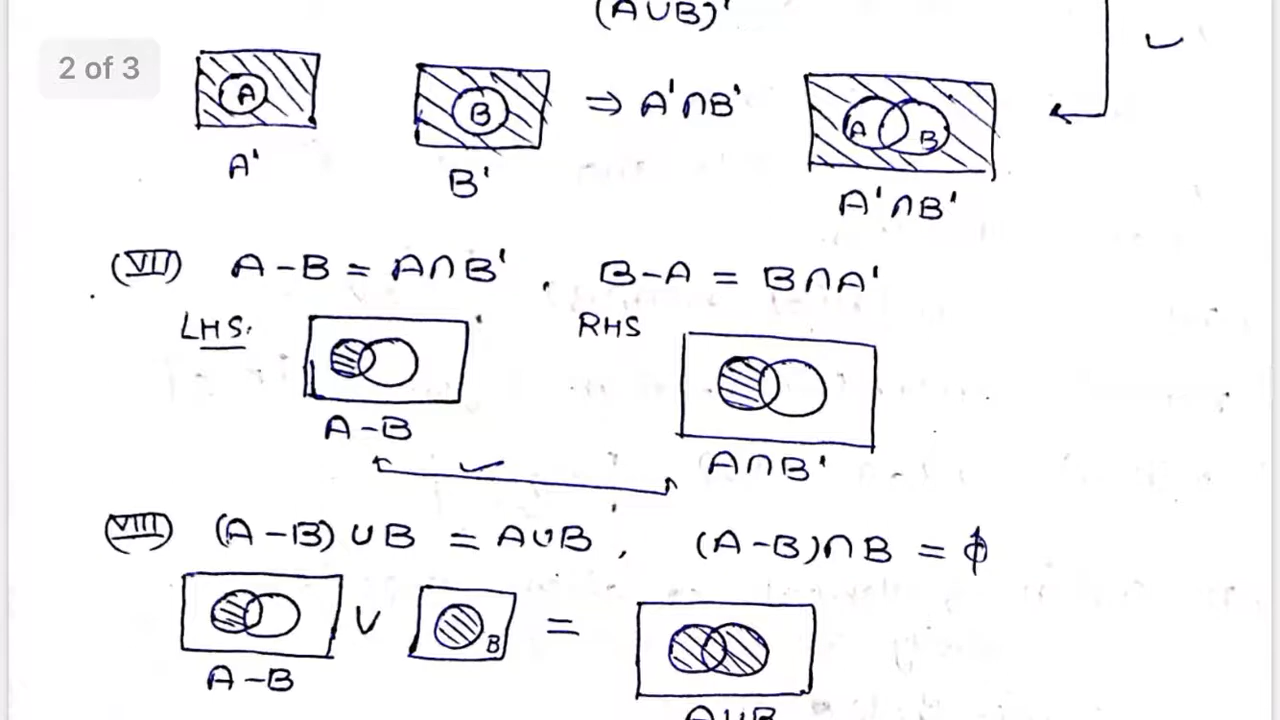 (A∪B)'
2 of 3
A B ⇒ A'∩B' A B
A' B' A'∩B'
(VII) A-B = A∩B' , B-A = B∩A'
LHS. RHS
A-B A∩B'
(VIII) (A-B)∪B = A∪B , (A-B)∩B = ϕ
∪ B =
A-B A∪B